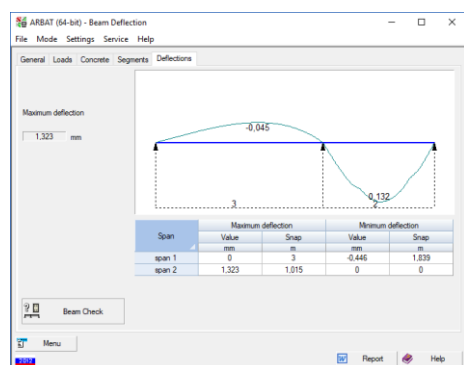 ARBAT (64-bit) - Beam Deflection
File Mode Settings Service Help
General Loads Concrete Segments Deflections
Maximum deflection
1,323 mm
-0,045
0,132
3 2
Span Maximum deflection Minimum deflection
Value Snap Value Snap
mm m mm m
span 1 0 3 -0,446 1,839
span 2 1,323 1,015 0 0
Beam Check
Menu
Report Help